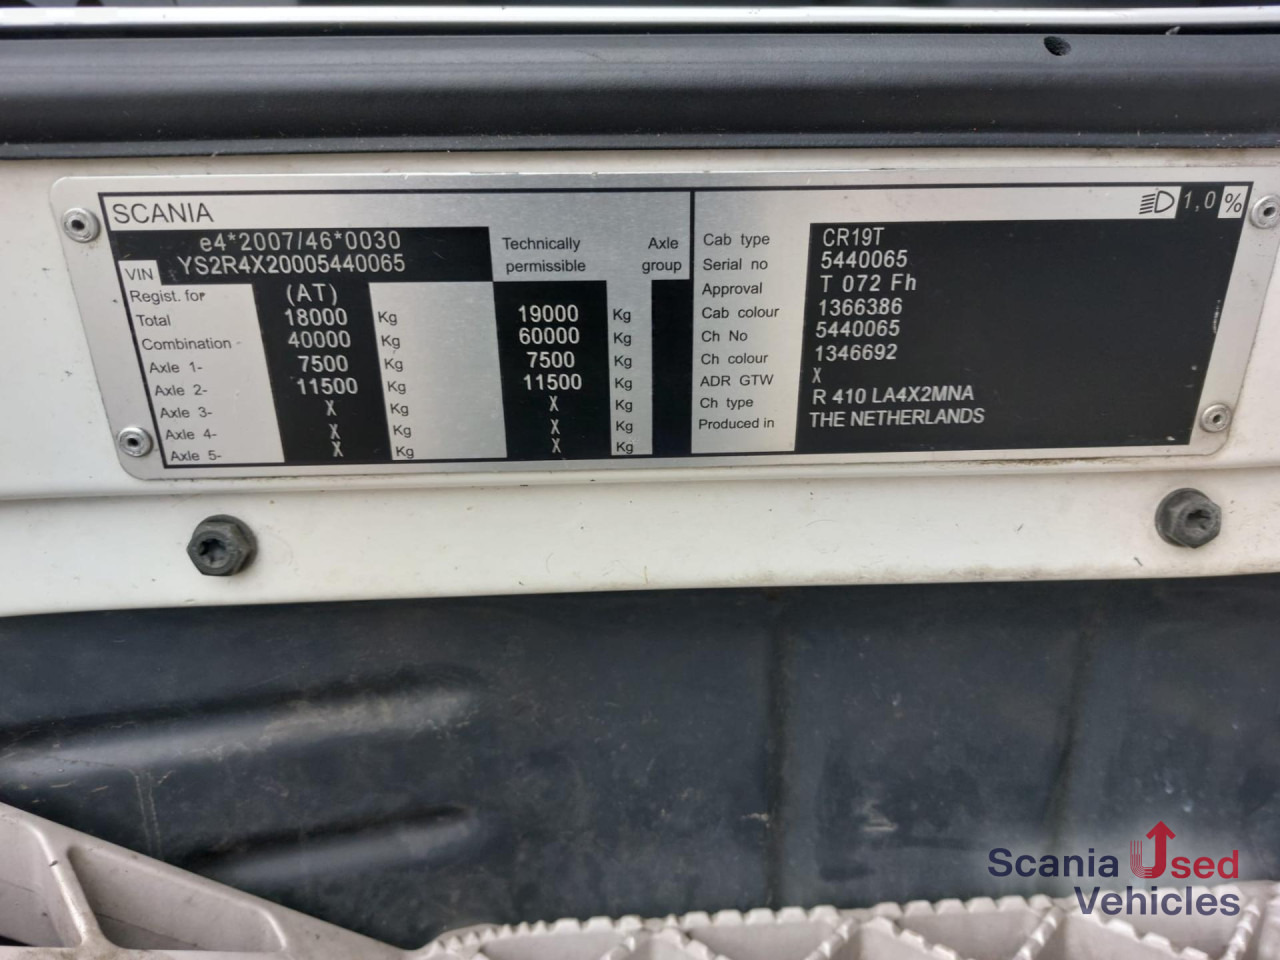 SCANIA
e4*2007/46*0030
VIN YS2R4X20005440065
Technically permissible
Axle group
Regist. for (AT)
Total 18000 Kg 19000 Kg
Combination 40000 Kg 60000 Kg
Axle 1- 7500 Kg 7500 Kg
Axle 2- 11500 Kg 11500 Kg
Axle 3- X Kg X Kg
Axle 4- X Kg X Kg
Axle 5- X Kg X Kg
1,0 %
Cab type CR19T
Serial no 5440065
Approval T 072 Fh
Cab colour 1366386
Ch No 5440065
Ch colour 1346692
ADR GTW X
Ch type R 410 LA4X2MNA
Produced in THE NETHERLANDS
Scania Used
Vehicles